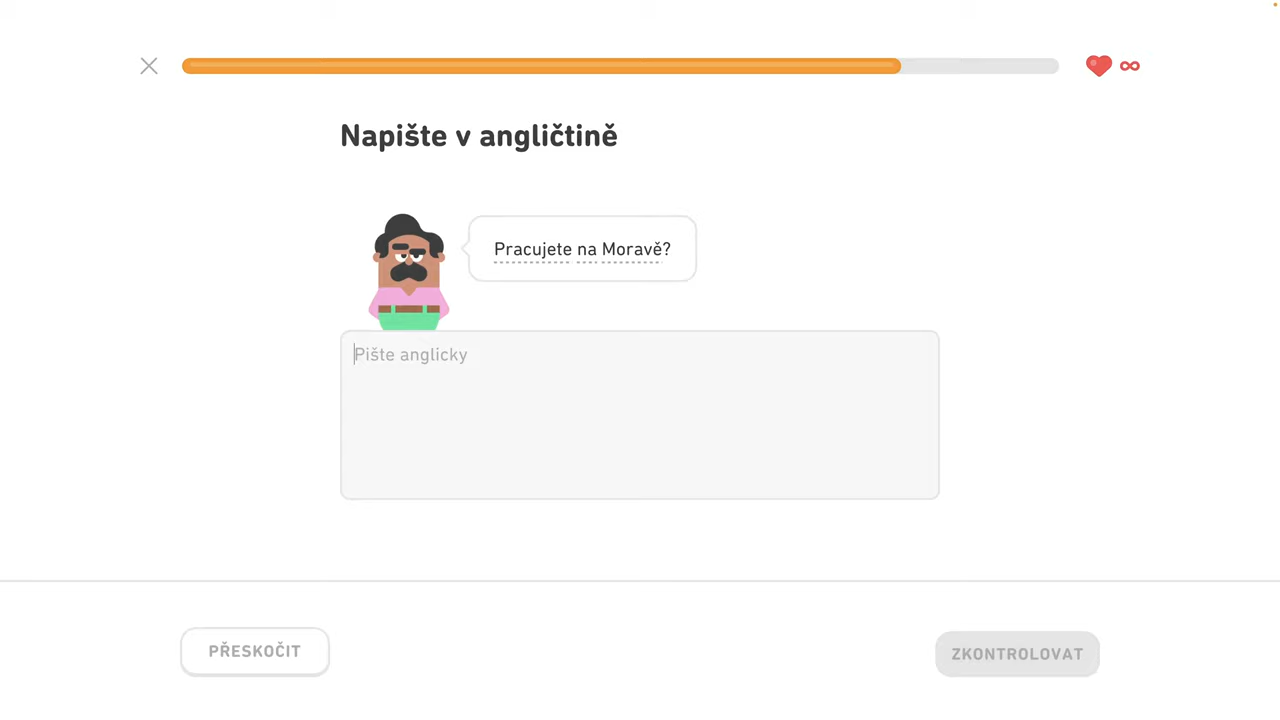 Napište v angličtině
Pracujete na Moravě?
Pište anglicky
PŘESKOČIT
ZKONTROLOVAT